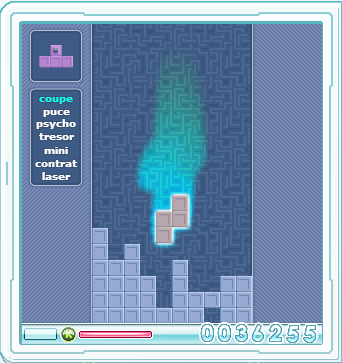 coupe
puce
psycho
tresor
mini
contrat
laser
0036255